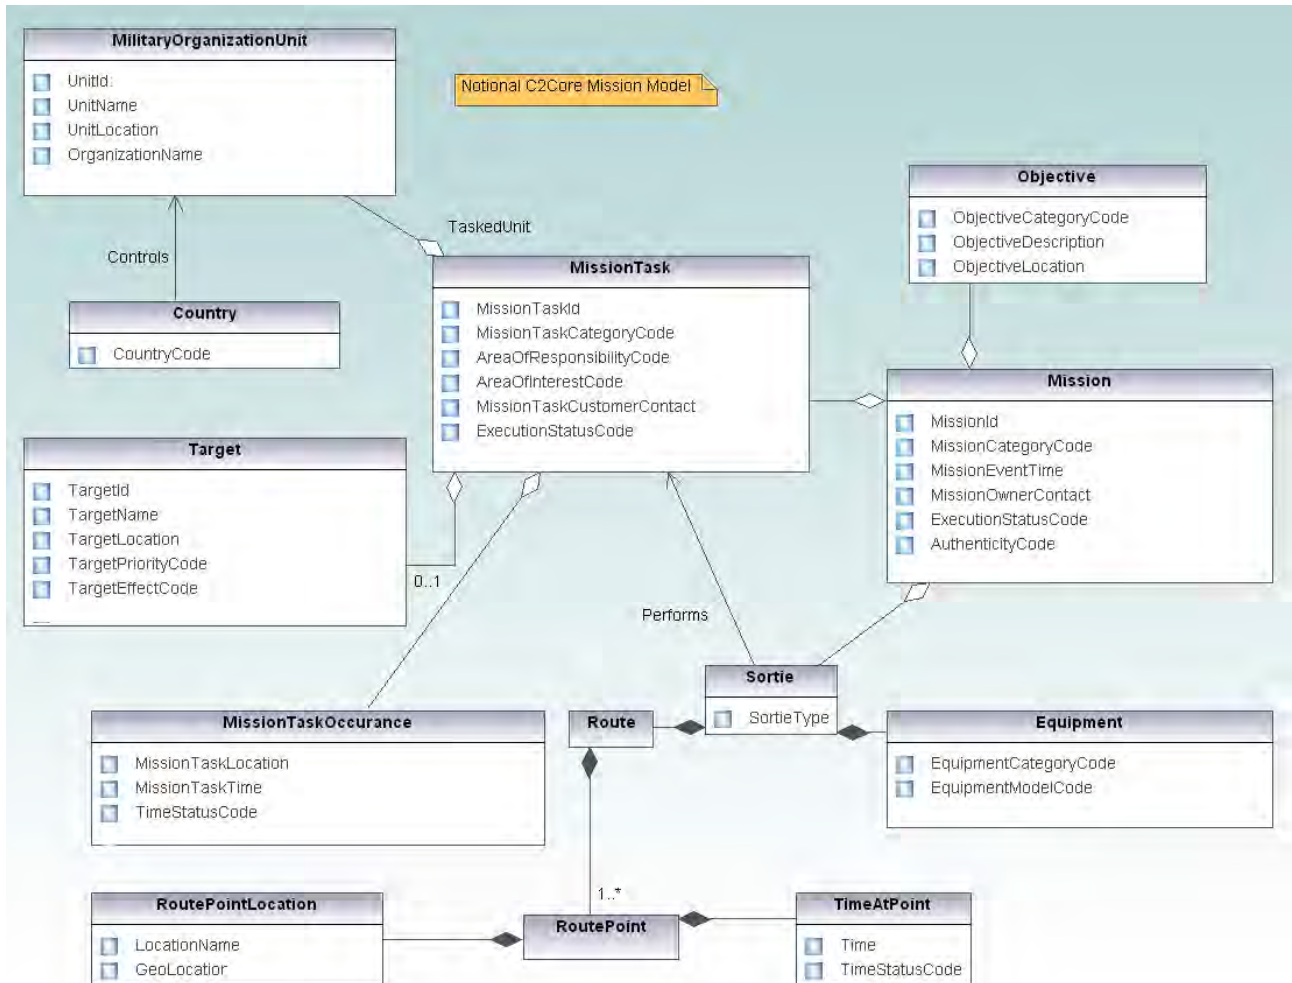 MilitaryOrganizationUnit
UnitId
UnitName
UnitLocation
OrganizationName
Notional C2Core Mission Model
Objective
ObjectiveCategoryCode
ObjectiveDescription
ObjectiveLocation
TaskedUnit
Controls
MissionTask
MissionTaskId
MissionTaskCategoryCode
AreaOfResponsibilityCode
AreaOfInterestCode
MissionTaskCustomerContact
ExecutionStatusCode
Country
CountryCode
Mission
MissionId
MissionCategoryCode
MissionEventTime
MissionOwnerContact
ExecutionStatusCode
AuthenticityCode
Target
TargetId
TargetName
TargetLocation
TargetPriorityCode
TargetEffectCode
0..1
Performs
Sortie
SortieType
MissionTaskOccurance
MissionTaskLocation
MissionTaskTime
TimeStatusCode
Route
Equipment
EquipmentCategoryCode
EquipmentModelCode
1..*
RoutePointLocation
LocationName
GeoLocation
RoutePoint
TimeAtPoint
Time
TimeStatusCode